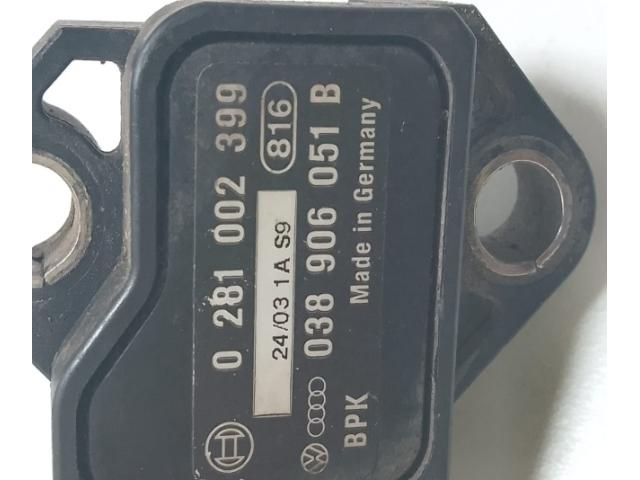 0 281 002 399
24/03 1A S9 816
038 906 051 B
BPK Made in Germany